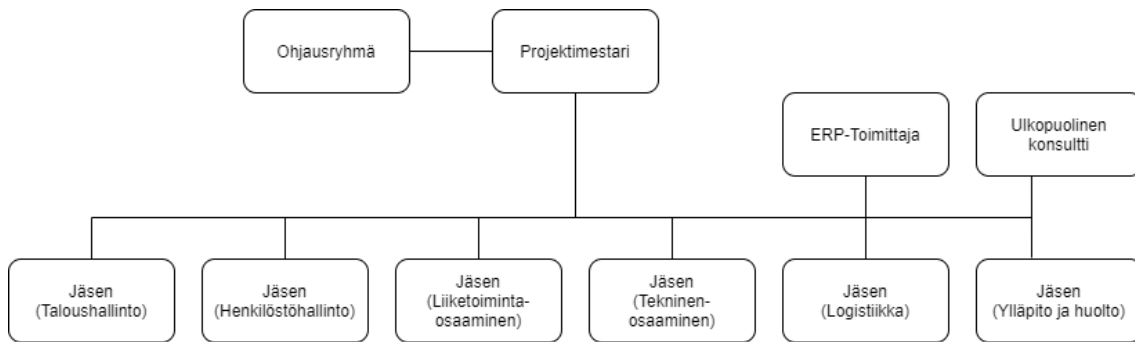 Ohjausryhmä
Projektimestari
ERP-Toimittaja
Ulkopuolinen
konsultti
Jäsen
(Taloushallinto)
Jäsen
(Henkilöstöhallinto)
Jäsen
(Liiketoiminta-
osaaminen)
Jäsen
(Tekninen-
osaaminen)
Jäsen
(Logistiikka)
Jäsen
(Ylläpito ja huolto)